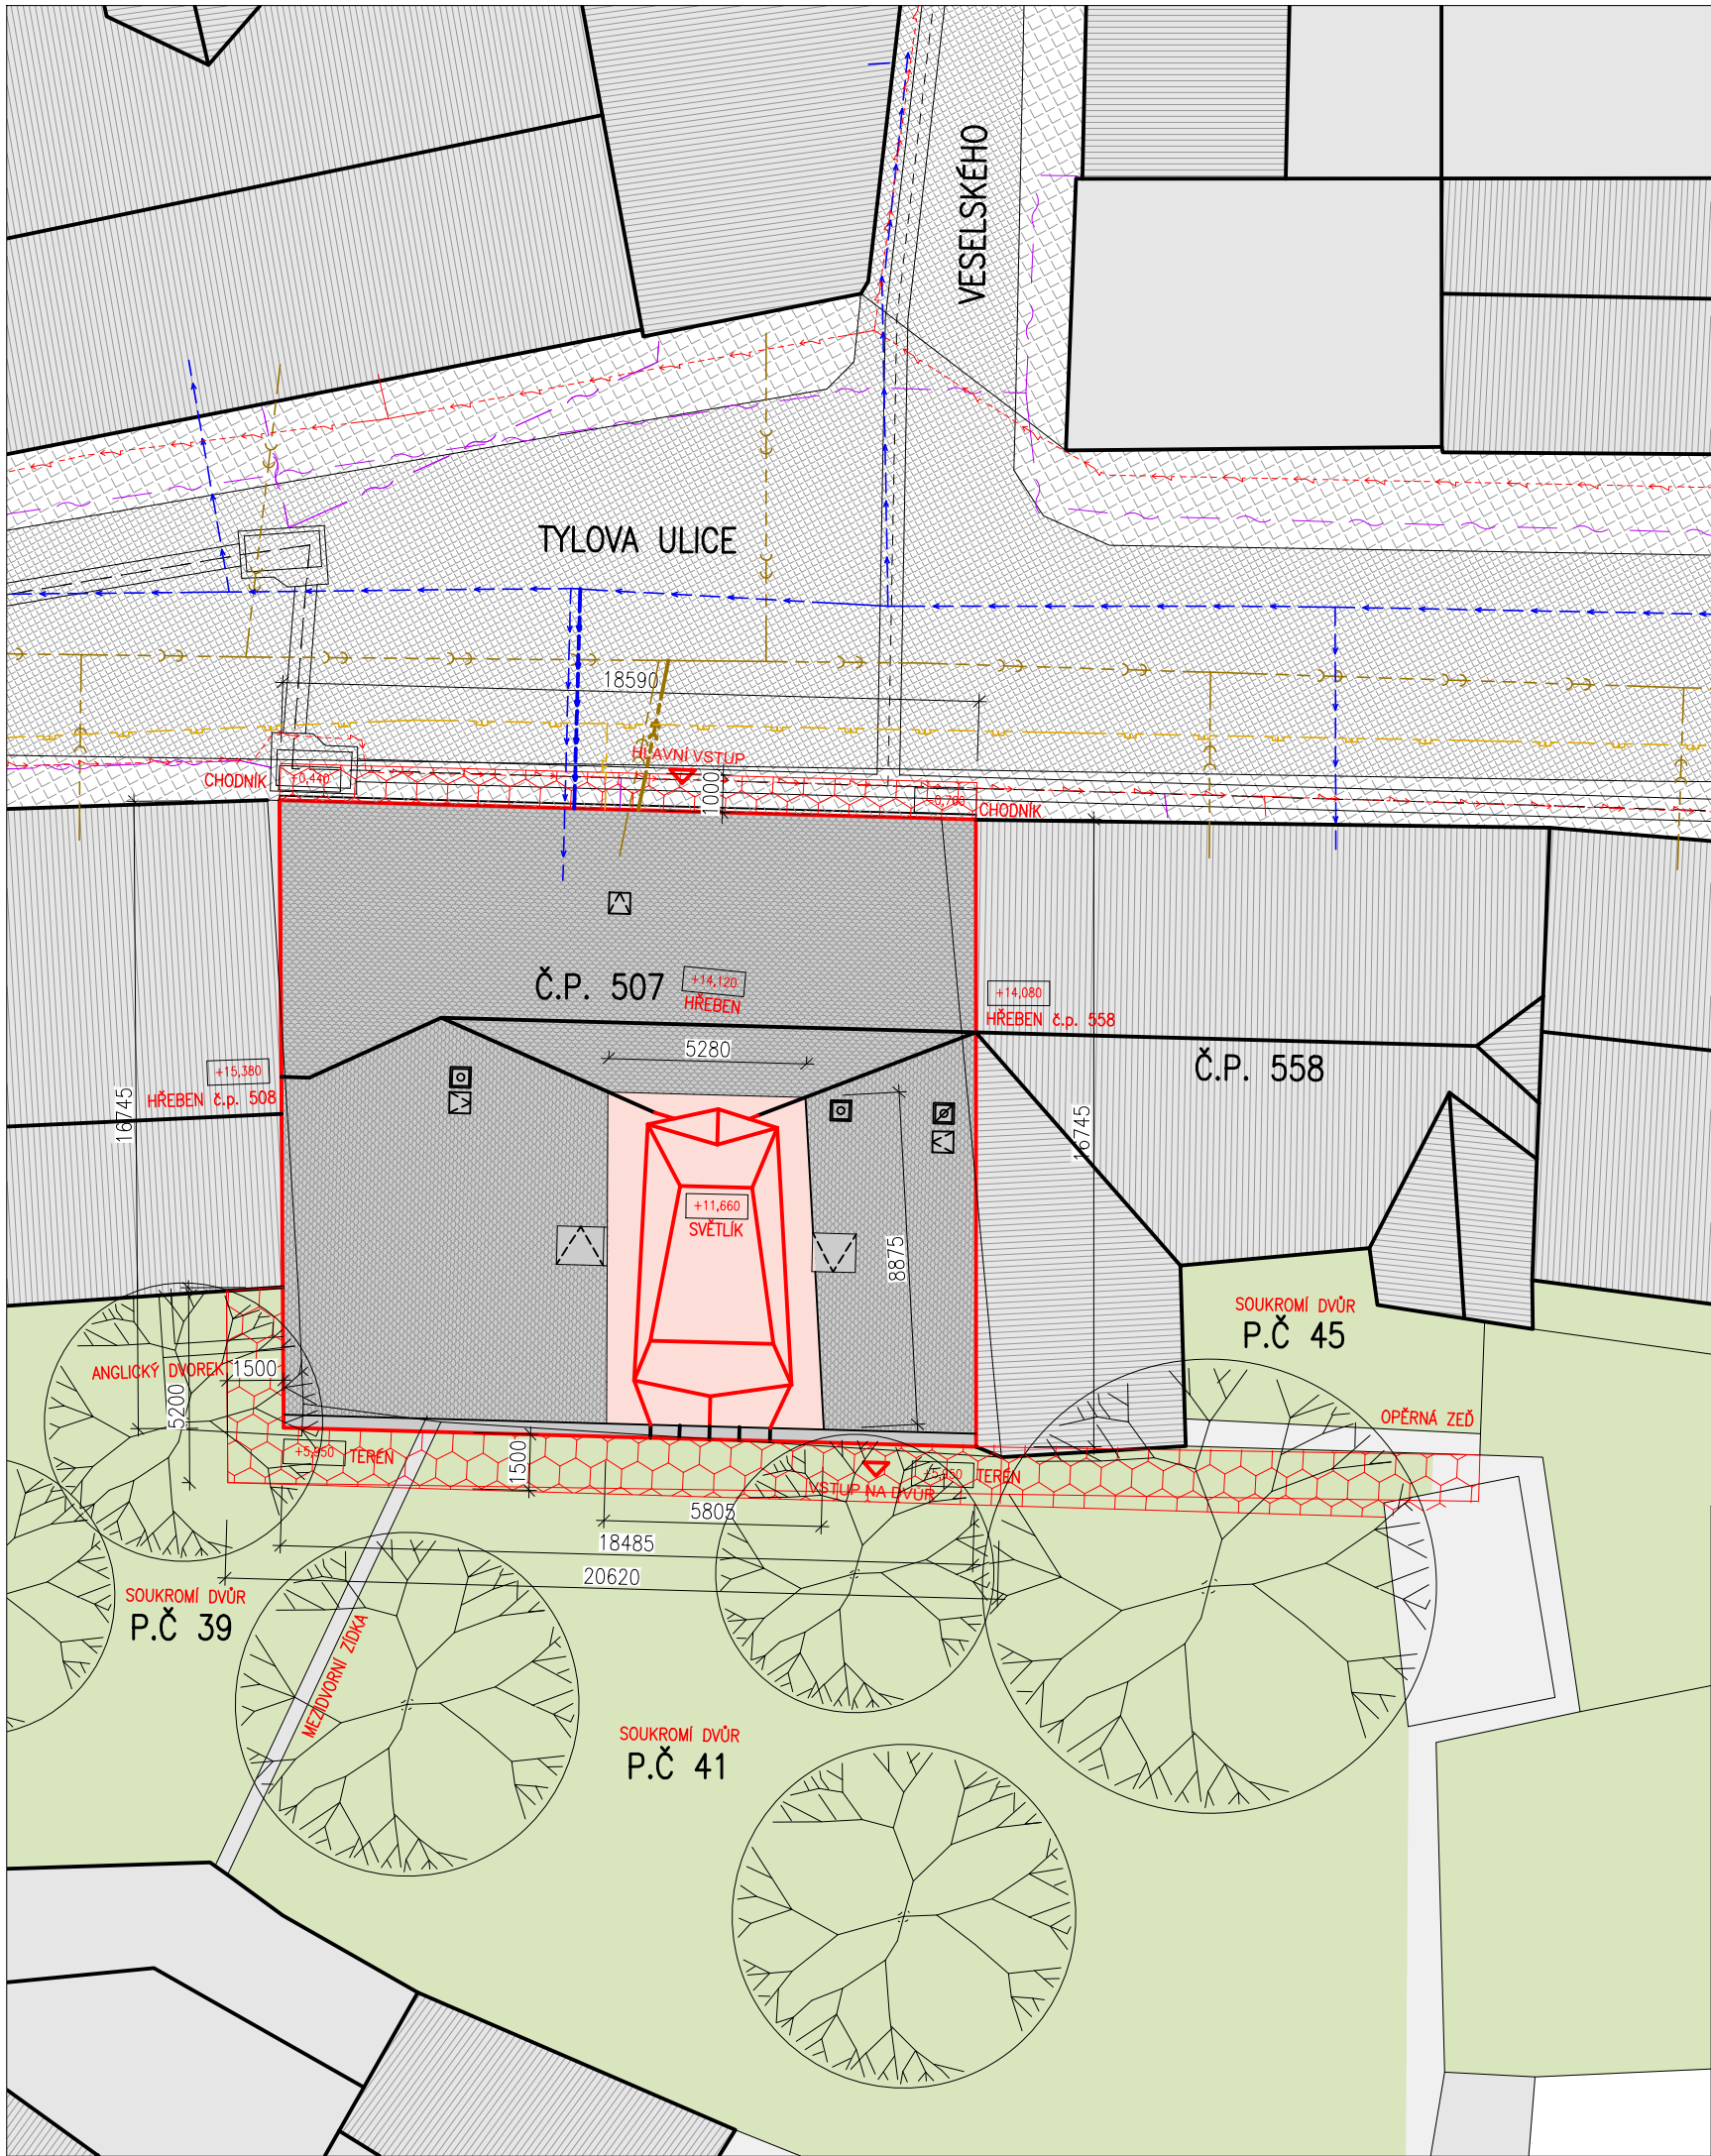 VESELSKÉHO
TYLOVA ULICE
18590
HLAVNÍ VSTUP
CHODNÍK
+0,440
1000
CHODNÍK
Č.P. 507
+14,120
HŘEBEN
+14,080
HŘEBEN č.p. 558
5280
Č.P. 558
+15,380
HŘEBEN č.p. 508
16745
16745
+11,660
SVĚTLÍK
8875
SOUKROMÍ DVŮR
P.Č 45
ANGLICKÝ DVOREK
1500
5200
OPĚRNÁ ZEĎ
TERÉN
1500
TERÉN
VSTUP NA DVŮR
5805
18485
20620
SOUKROMÍ DVŮR
P.Č 39
MEZIDVORNÍ ZÍDKA
SOUKROMÍ DVŮR
P.Č 41